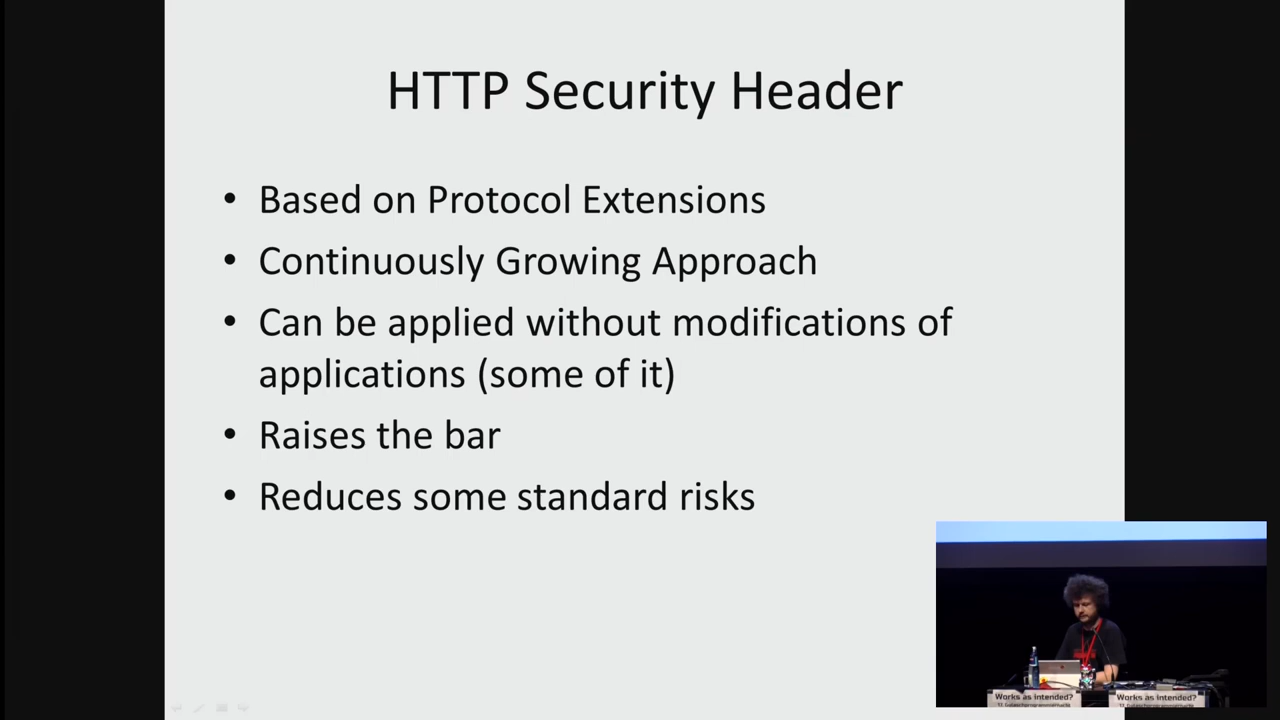 HTTP Security Header
• Based on Protocol Extensions
• Continuously Growing Approach
• Can be applied without modifications of
applications (some of it)
• Raises the bar
• Reduces some standard risks
Works as intended?
Works as intended?